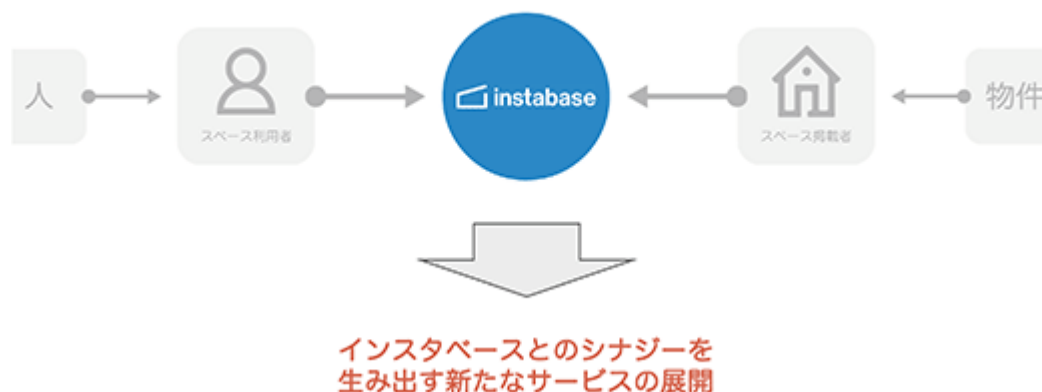 人
スペース利用者
instabase
スペース掲載者
物件
インスタベースとのシナジーを
生み出す新たなサービスの展開